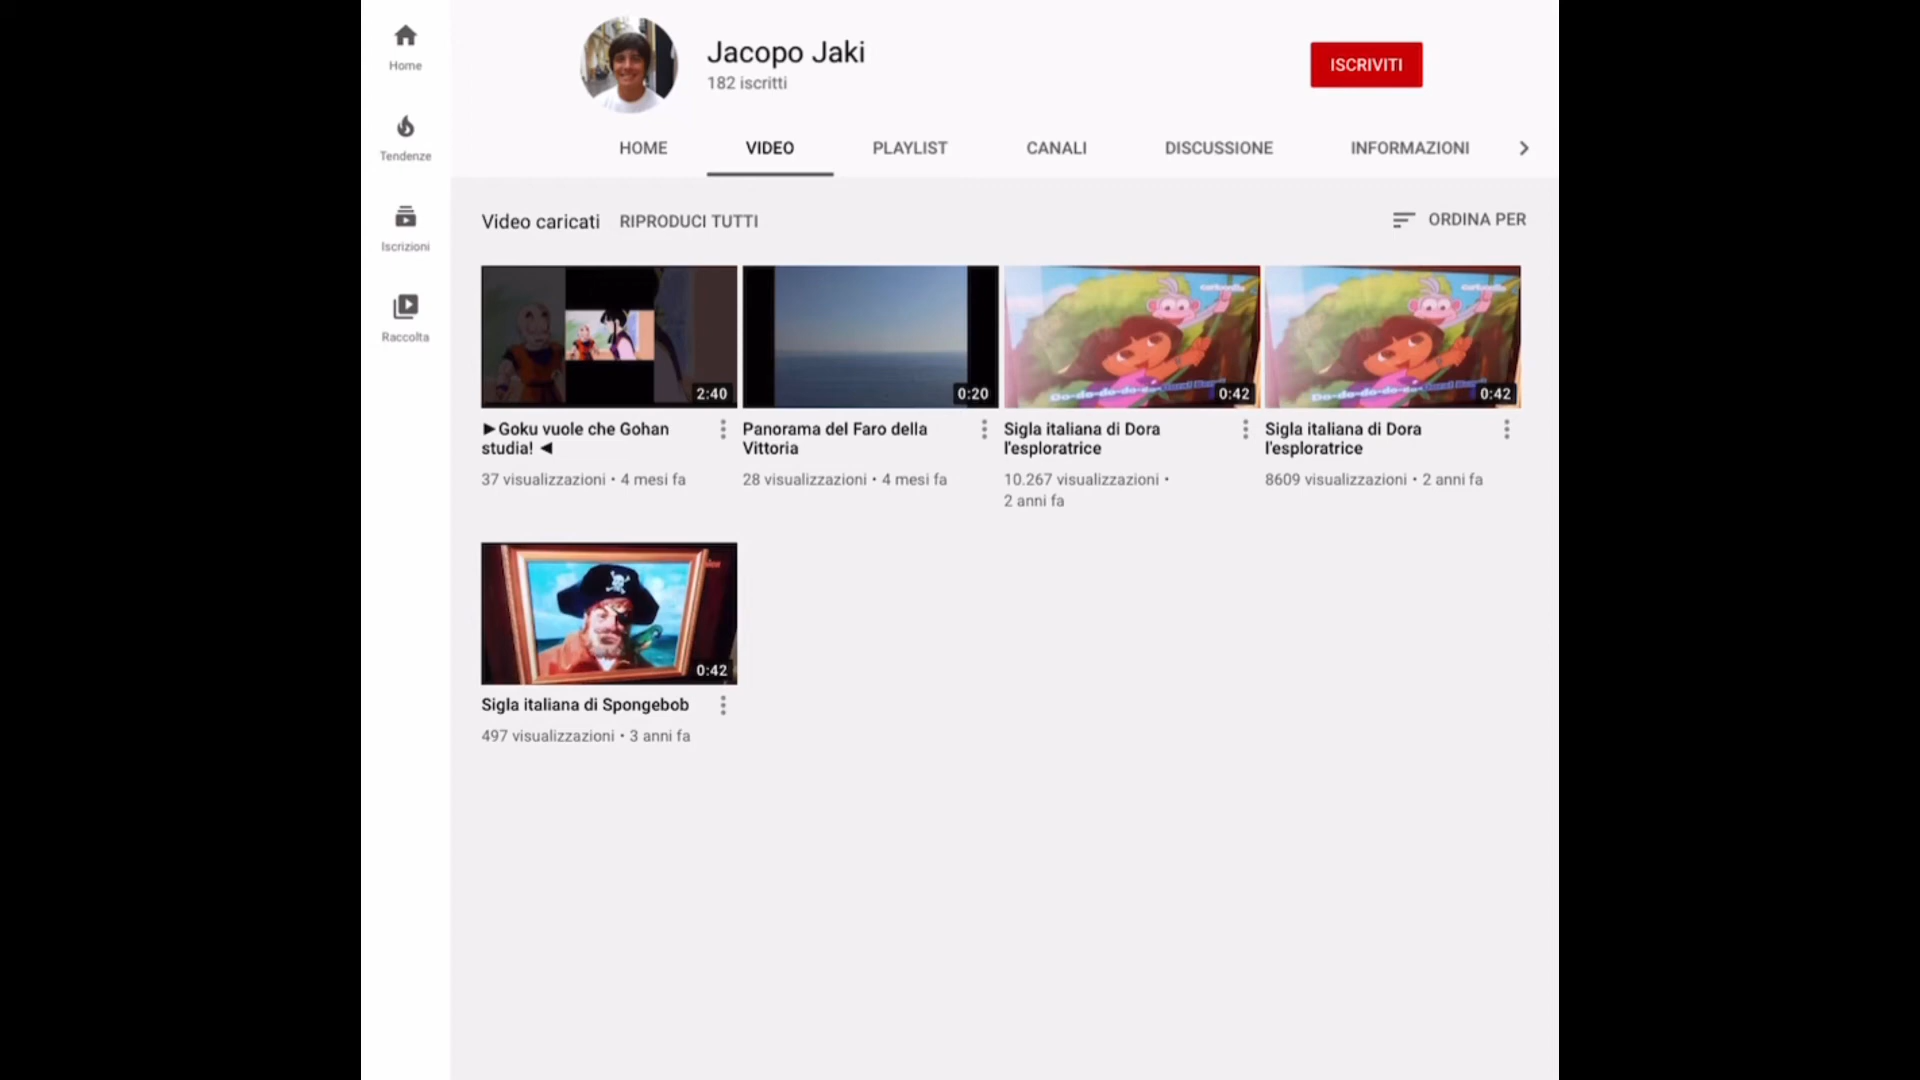 Jacopo Jaki
182 iscritti
ISCRIVITI
Home
Tendenze
Iscrizioni
Raccolta
HOME VIDEO PLAYLIST CANALI DISCUSSIONE INFORMAZIONI
Video caricati RIPRODUCI TUTTI
ORDINA PER
2:40
►Goku vuole che Gohan
studia! ◄
37 visualizzazioni • 4 mesi fa
0:20
Panorama del Faro della
Vittoria
28 visualizzazioni • 4 mesi fa
0:42
Sigla italiana di Dora
l'esploratrice
10.267 visualizzazioni •
2 anni fa
0:42
Sigla italiana di Dora
l'esploratrice
8609 visualizzazioni • 2 anni fa
0:42
Sigla italiana di Spongebob
497 visualizzazioni • 3 anni fa